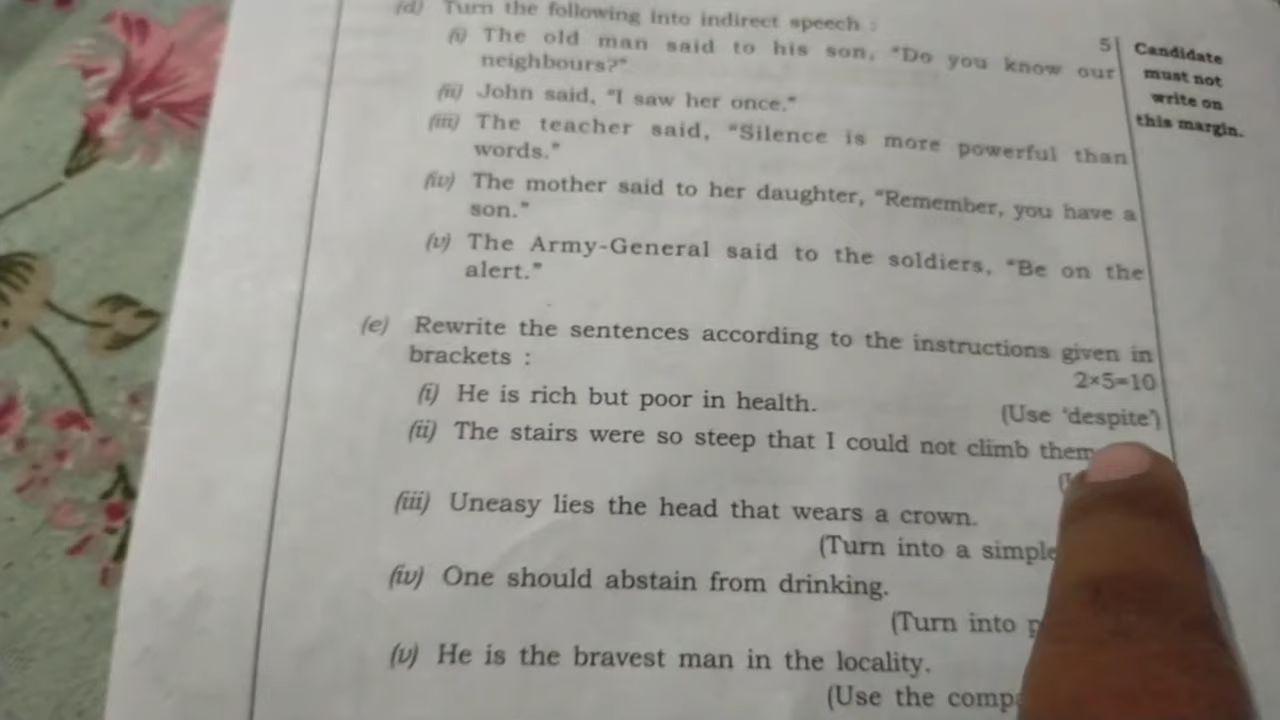 (d) Turn the following into indirect speech :
5
(i) The old man said to his son, "Do you know our
neighbours?"
(ii) John said, "I saw her once."
(iii) The teacher said, "Silence is more powerful than
words."
(iv) The mother said to her daughter, "Remember, you have a
son."
(v) The Army-General said to the soldiers, "Be on the
alert."
Candidate
must not
write on
this margin.
(e) Rewrite the sentences according to the instructions given in
brackets :
2×5=10
(i) He is rich but poor in health.
(Use 'despite')
(ii) The stairs were so steep that I could not climb them
(iii) Uneasy lies the head that wears a crown.
(Turn into a simple
(iv) One should abstain from drinking.
(Turn into
(v) He is the bravest man in the locality.
(Use the